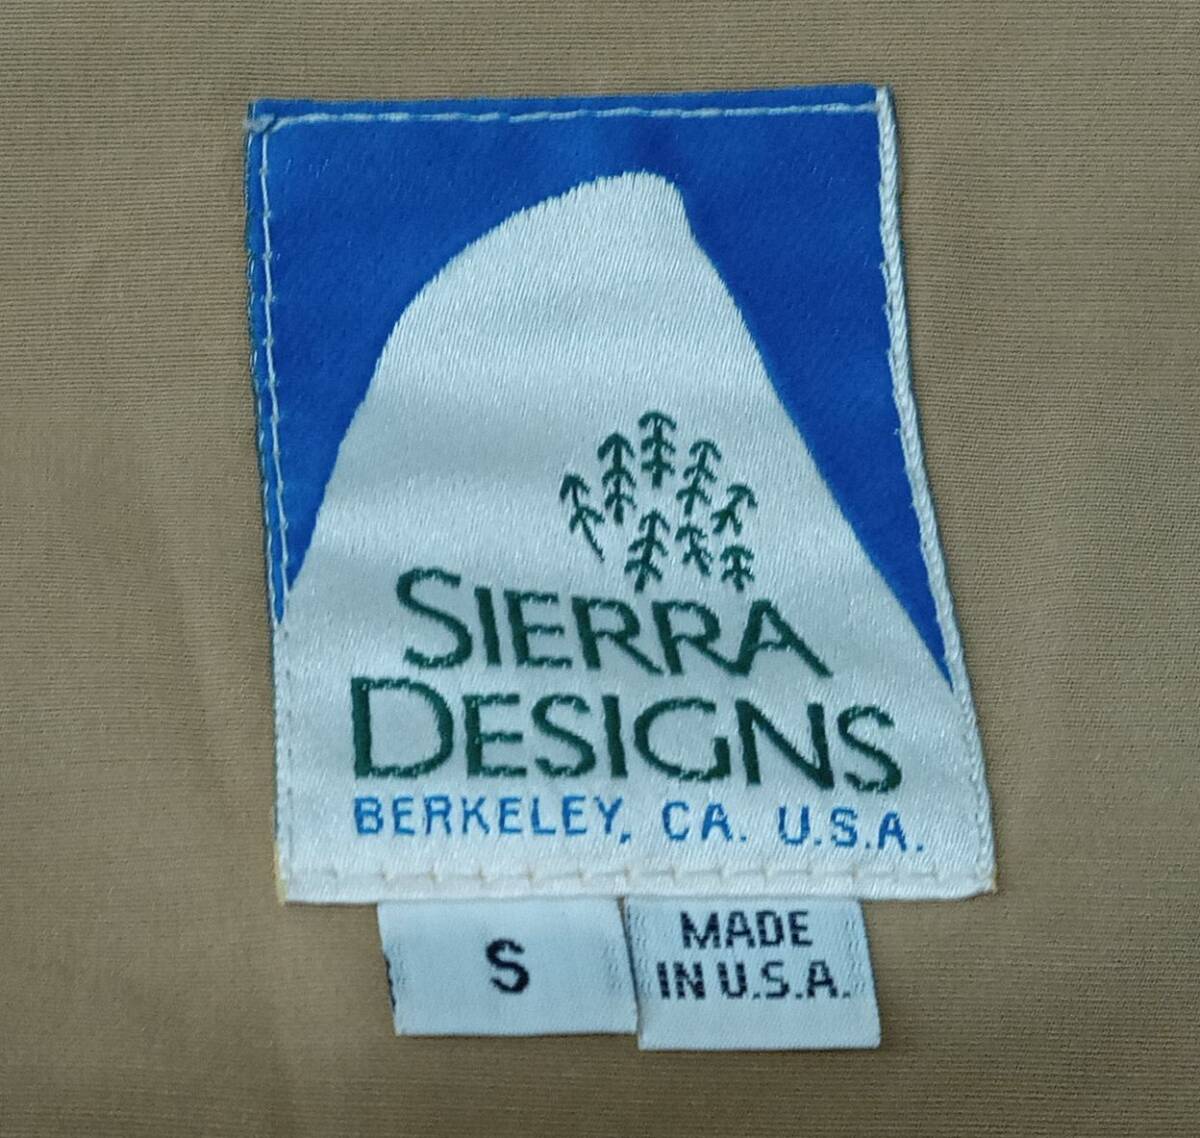 SIERRA
DESIGNS
BERKELEY, CA. U.S.A.
S
MADE
IN U.S.A.